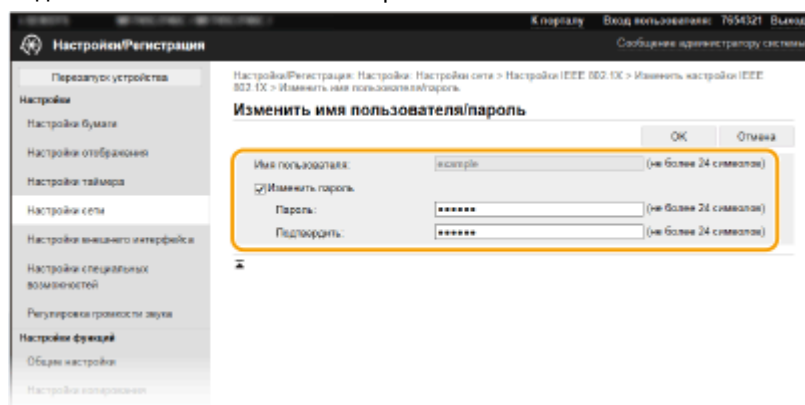 К порталу Вход пользователя: 7654321 Выход
Настройки/Регистрация
Сообщение администратору системы
Перезапуск устройства
Настройки
Настройки бумаги
Настройки отображения
Настройки таймера
Настройки сети
Настройки внешнего интерфейса
Настройки специальных
возможностей
Регулировка громкости звука
Настройки функций
Общие настройки
Настройки копирования
Настройки/Регистрация: Настройки: Настройки сети > Настройки IEEE 802.1X > Изменить настройки IEEE
802.1X > Изменить имя пользователя/пароль
Изменить имя пользователя/пароль
OK Отмена
Имя пользователя: example (не более 24 символов)
Изменить пароль
Пароль: •••••• (не более 24 символов)
Подтвердить: •••••• (не более 24 символов)